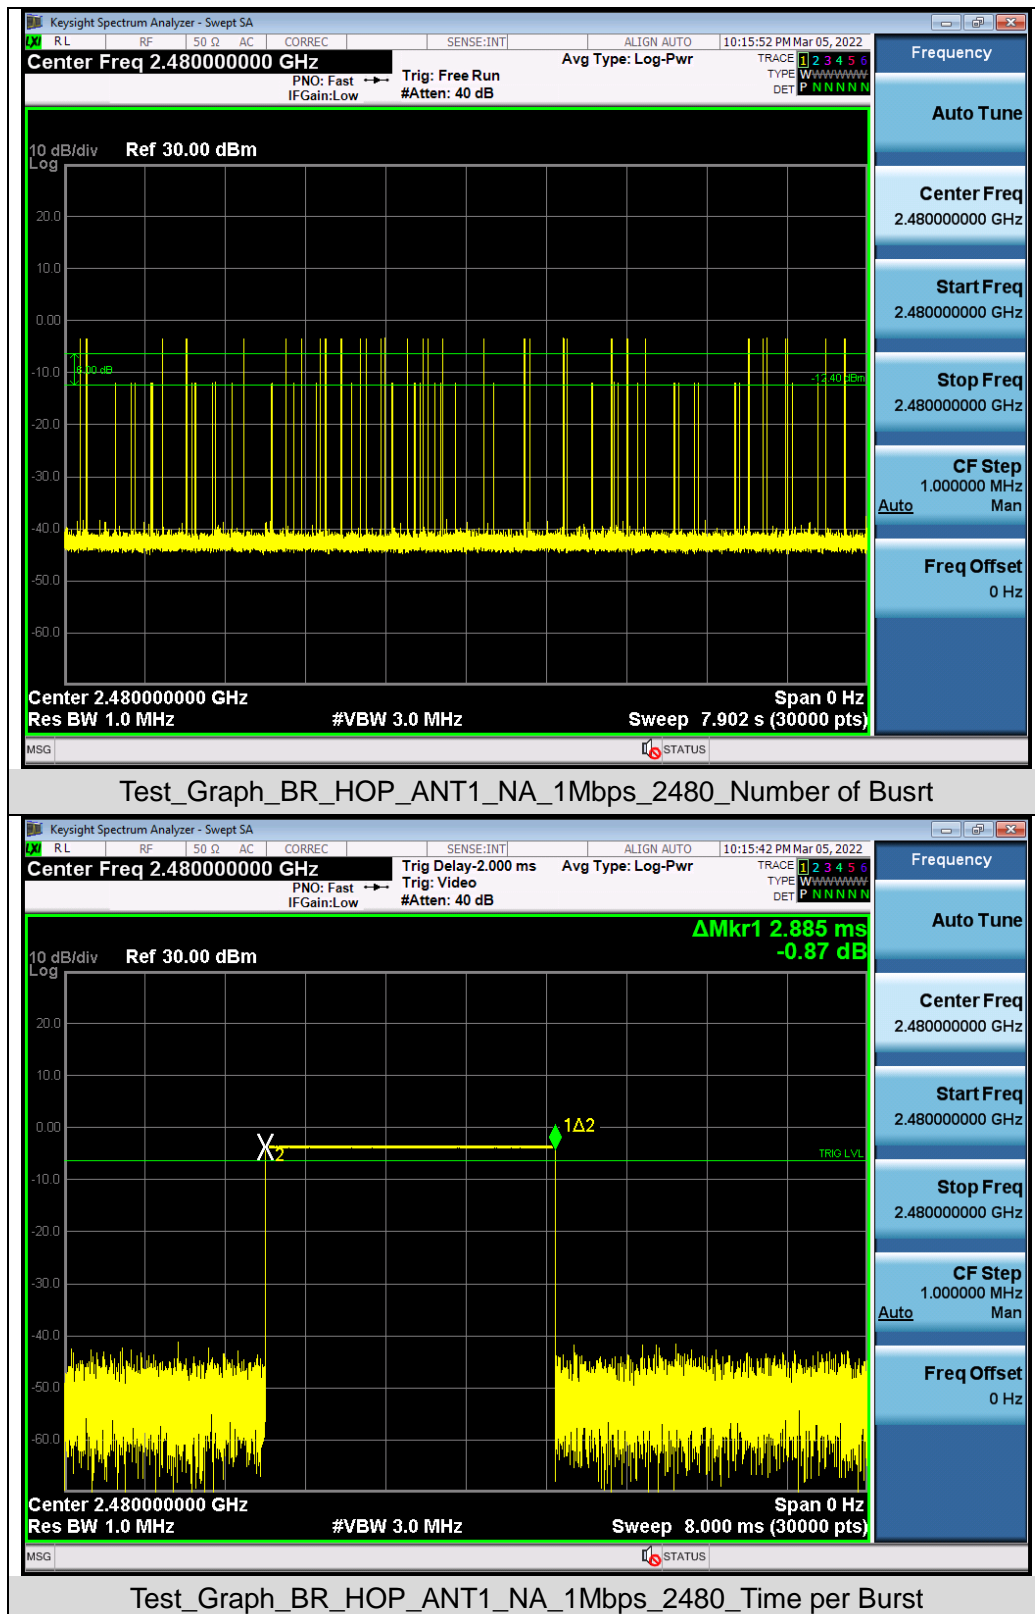 Keysight Spectrum Analyzer - Swept SA
LXI RL RF 50 Ω AC CORREC SENSE:INT ALIGN AUTO 10:15:52 PM Mar 05, 2022
Center Freq 2.480000000 GHz Avg Type: Log-Pwr TRACE 1 2 3 4 5 6
PNO: Fast Trig: Free Run TYPE WWWWWW
IFGain:Low #Atten: 40 dB DET P N N N N N
Frequency
Auto Tune
Center Freq
2.480000000 GHz
Start Freq
2.480000000 GHz
Stop Freq
2.480000000 GHz
CF Step
1.000000 MHz
Auto Man
Freq Offset
0 Hz
10 dB/div Ref 30.00 dBm
Log
20.0
10.0
0.00
-10.0
6.00 dB
-12.40 dBm
-20.0
-30.0
-40.0
-50.0
-60.0
Center 2.480000000 GHz Span 0 Hz
Res BW 1.0 MHz #VBW 3.0 MHz Sweep 7.902 s (30000 pts)
MSG STATUS
Test_Graph_BR_HOP_ANT1_NA_1Mbps_2480_Number of Busrt
Keysight Spectrum Analyzer - Swept SA
LXI RL RF 50 Ω AC CORREC SENSE:INT ALIGN AUTO 10:15:42 PM Mar 05, 2022
Center Freq 2.480000000 GHz Trig Delay-2.000 ms Avg Type: Log-Pwr TRACE 1 2 3 4 5 6
PNO: Fast Trig: Video TYPE WWWWWW
IFGain:Low #Atten: 40 dB DET P N N N N N
Frequency
Auto Tune
Center Freq
2.480000000 GHz
Start Freq
2.480000000 GHz
Stop Freq
2.480000000 GHz
CF Step
1.000000 MHz
Auto Man
Freq Offset
0 Hz
ΔMkr1 2.885 ms
-0.87 dB
10 dB/div Ref 30.00 dBm
Log
20.0
10.0
0.00
1Δ2
2
TRIG LVL
-10.0
-20.0
-30.0
-40.0
-50.0
-60.0
Center 2.480000000 GHz Span 0 Hz
Res BW 1.0 MHz #VBW 3.0 MHz Sweep 8.000 ms (30000 pts)
MSG STATUS
Test_Graph_BR_HOP_ANT1_NA_1Mbps_2480_Time per Burst